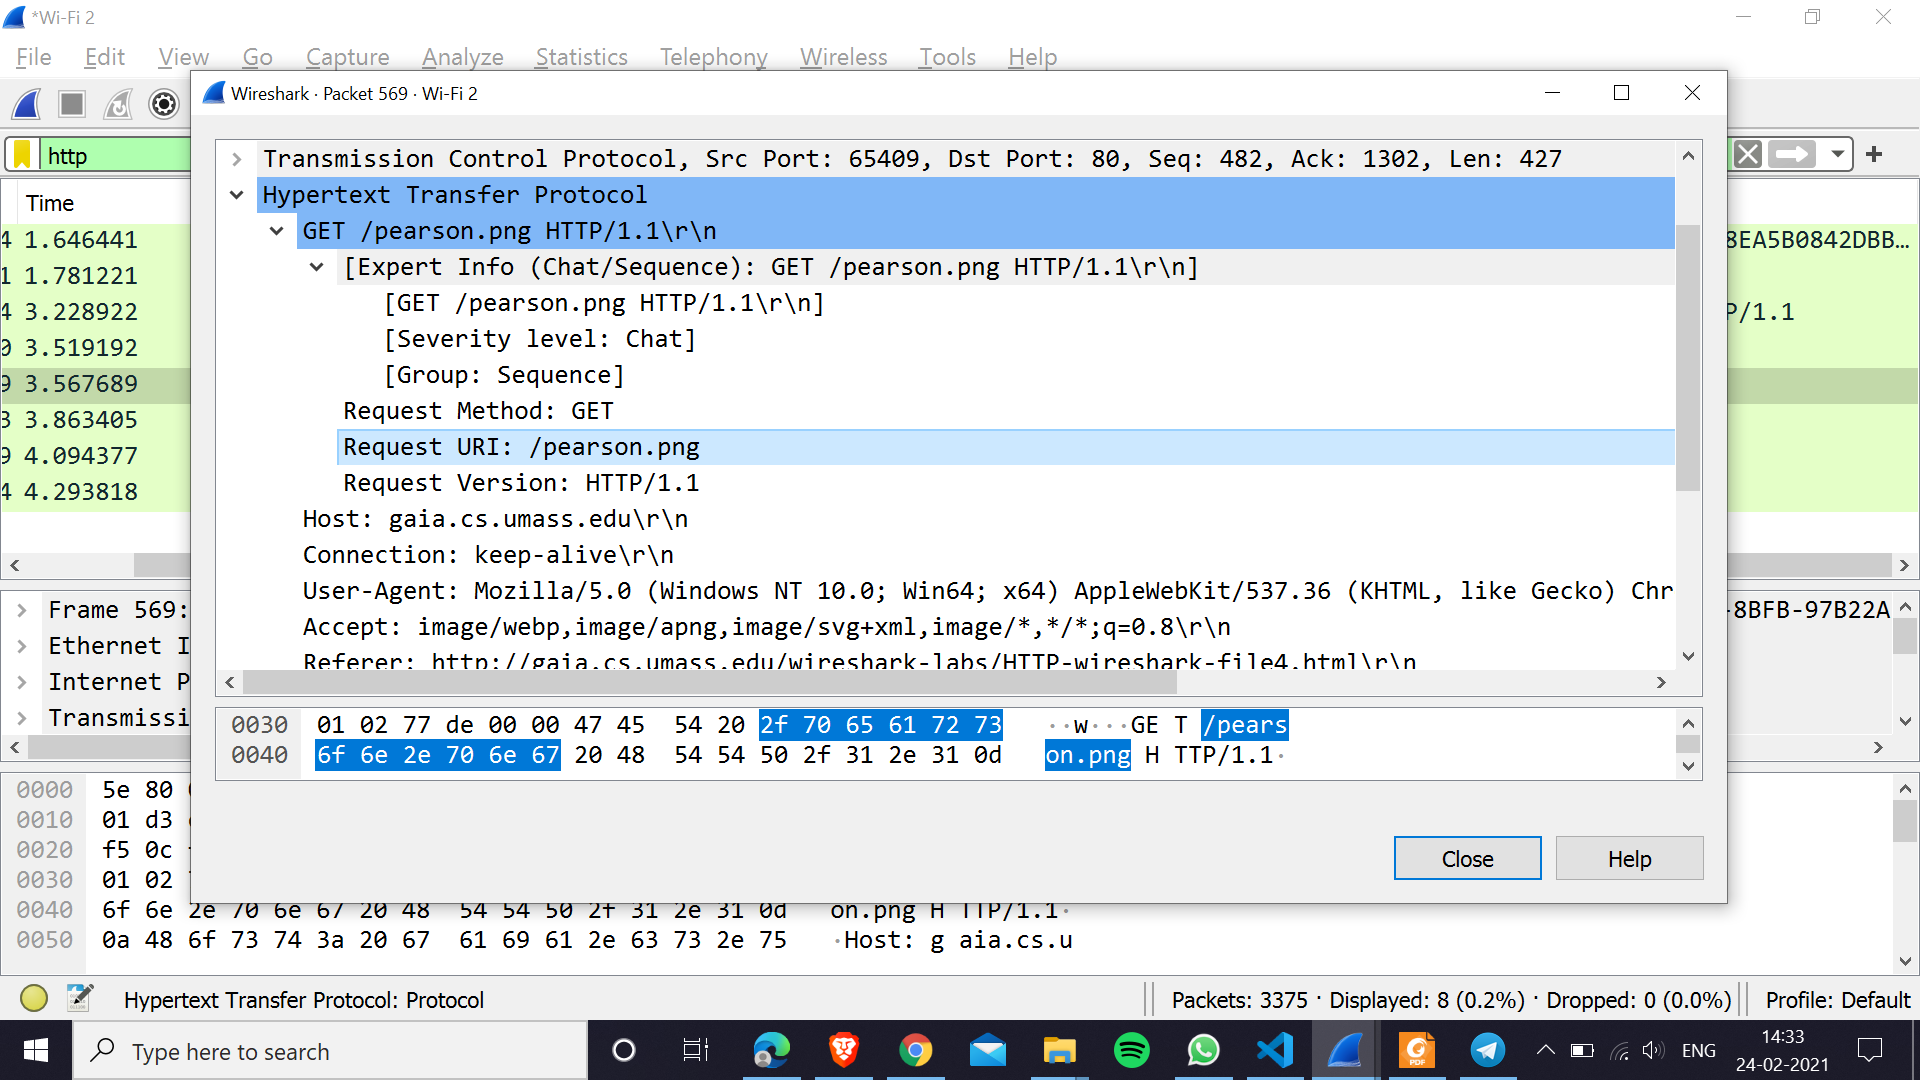 *Wi-Fi 2
File Edit View Go Capture Analyze Statistics Telephony Wireless Tools Help
Wireshark · Packet 569 · Wi-Fi 2
http
Time
4 1.646441
1 1.781221
4 3.228922
0 3.519192
9 3.567689
3 3.863405
9 4.094377
4 4.293818
8EA5B0842DBB...
P/1.1
Transmission Control Protocol, Src Port: 65409, Dst Port: 80, Seq: 482, Ack: 1302, Len: 427
Hypertext Transfer Protocol
GET /pearson.png HTTP/1.1\r\n
[Expert Info (Chat/Sequence): GET /pearson.png HTTP/1.1\r\n]
[GET /pearson.png HTTP/1.1\r\n]
[Severity level: Chat]
[Group: Sequence]
Request Method: GET
Request URI: /pearson.png
Request Version: HTTP/1.1
Host: gaia.cs.umass.edu\r\n
Connection: keep-alive\r\n
User-Agent: Mozilla/5.0 (Windows NT 10.0; Win64; x64) AppleWebKit/537.36 (KHTML, like Gecko) Chr
Accept: image/webp,image/apng,image/svg+xml,image/*,*/*;q=0.8\r\n
Referer: http://gaia.cs.umass.edu/wireshark-labs/HTTP-wireshark-file4.html\r\n
0030 01 02 77 de 00 00 47 45 54 20 2f 70 65 61 72 73 ··w···GE T /pears
0040 6f 6e 2e 70 6e 67 20 48 54 54 50 2f 31 2e 31 0d on.png H TTP/1.1·
Close Help
Frame 569:
-8BFB-97B22A
Ethernet I
Internet P
Transmissi
0000 5e 80
0010 01 d3
0020 f5 0c
0030 01 02
0040 6f 6e 2e 70 6e 67 20 48 54 54 50 2f 31 2e 31 0d on.png H TTP/1.1·
0050 0a 48 6f 73 74 3a 20 67 61 69 61 2e 63 73 2e 75 ·Host: g aia.cs.u
Hypertext Transfer Protocol: Protocol
Packets: 3375 · Displayed: 8 (0.2%) · Dropped: 0 (0.0%)
Profile: Default
Type here to search
PDF
ENG
14:33
24-02-2021